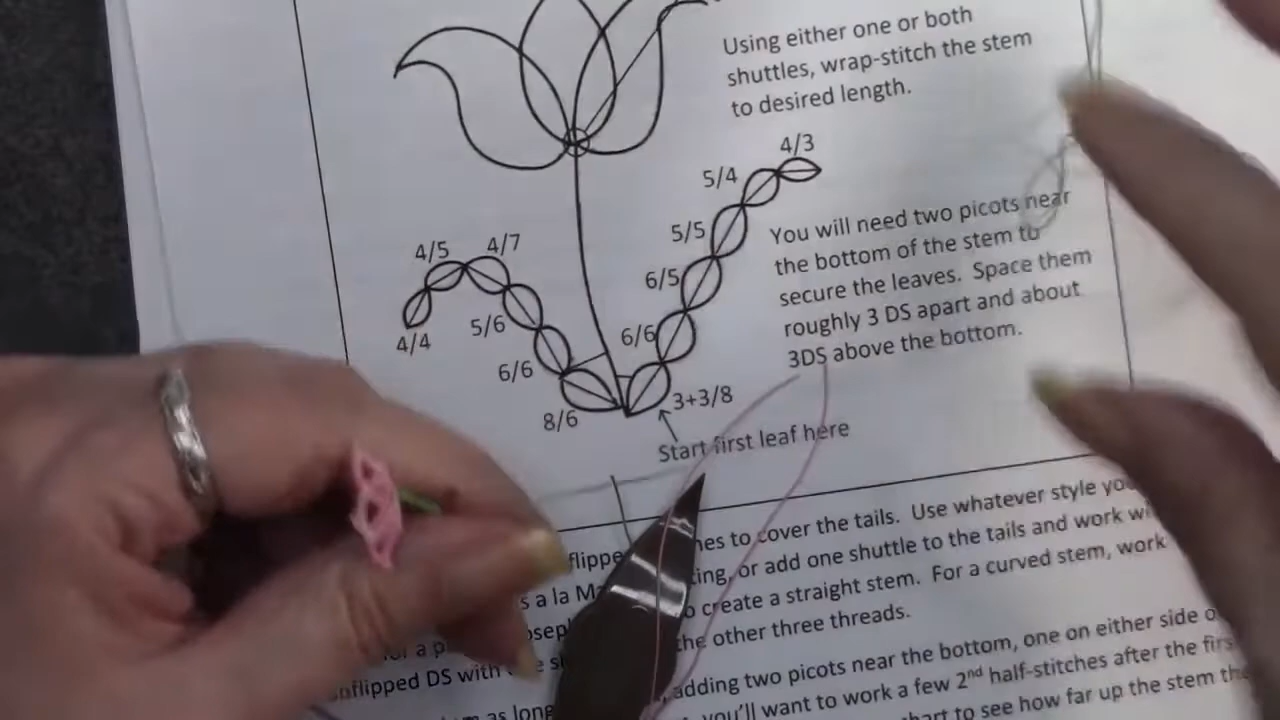 Using either one or both
shuttles, wrap-stitch the stem
to desired length.
4/3
5/4
5/5
6/5
6/6
3+3/8
4/5
4/7
4/4
5/6
6/6
8/6
You will need two picots near
the bottom of the stem to
secure the leaves. Space them
roughly 3 DS apart and about
3DS above the bottom.
Start first leaf here
to cover the tails. Use whatever style
or add one shuttle to the tails and work
s a la create a straight stem. For a curved stem, work
the other three threads.
unflipped DS with
adding two picots near the bottom, one on either side
as long you'll want to work a few 2nd half-stitches after the
to see how far up the stem